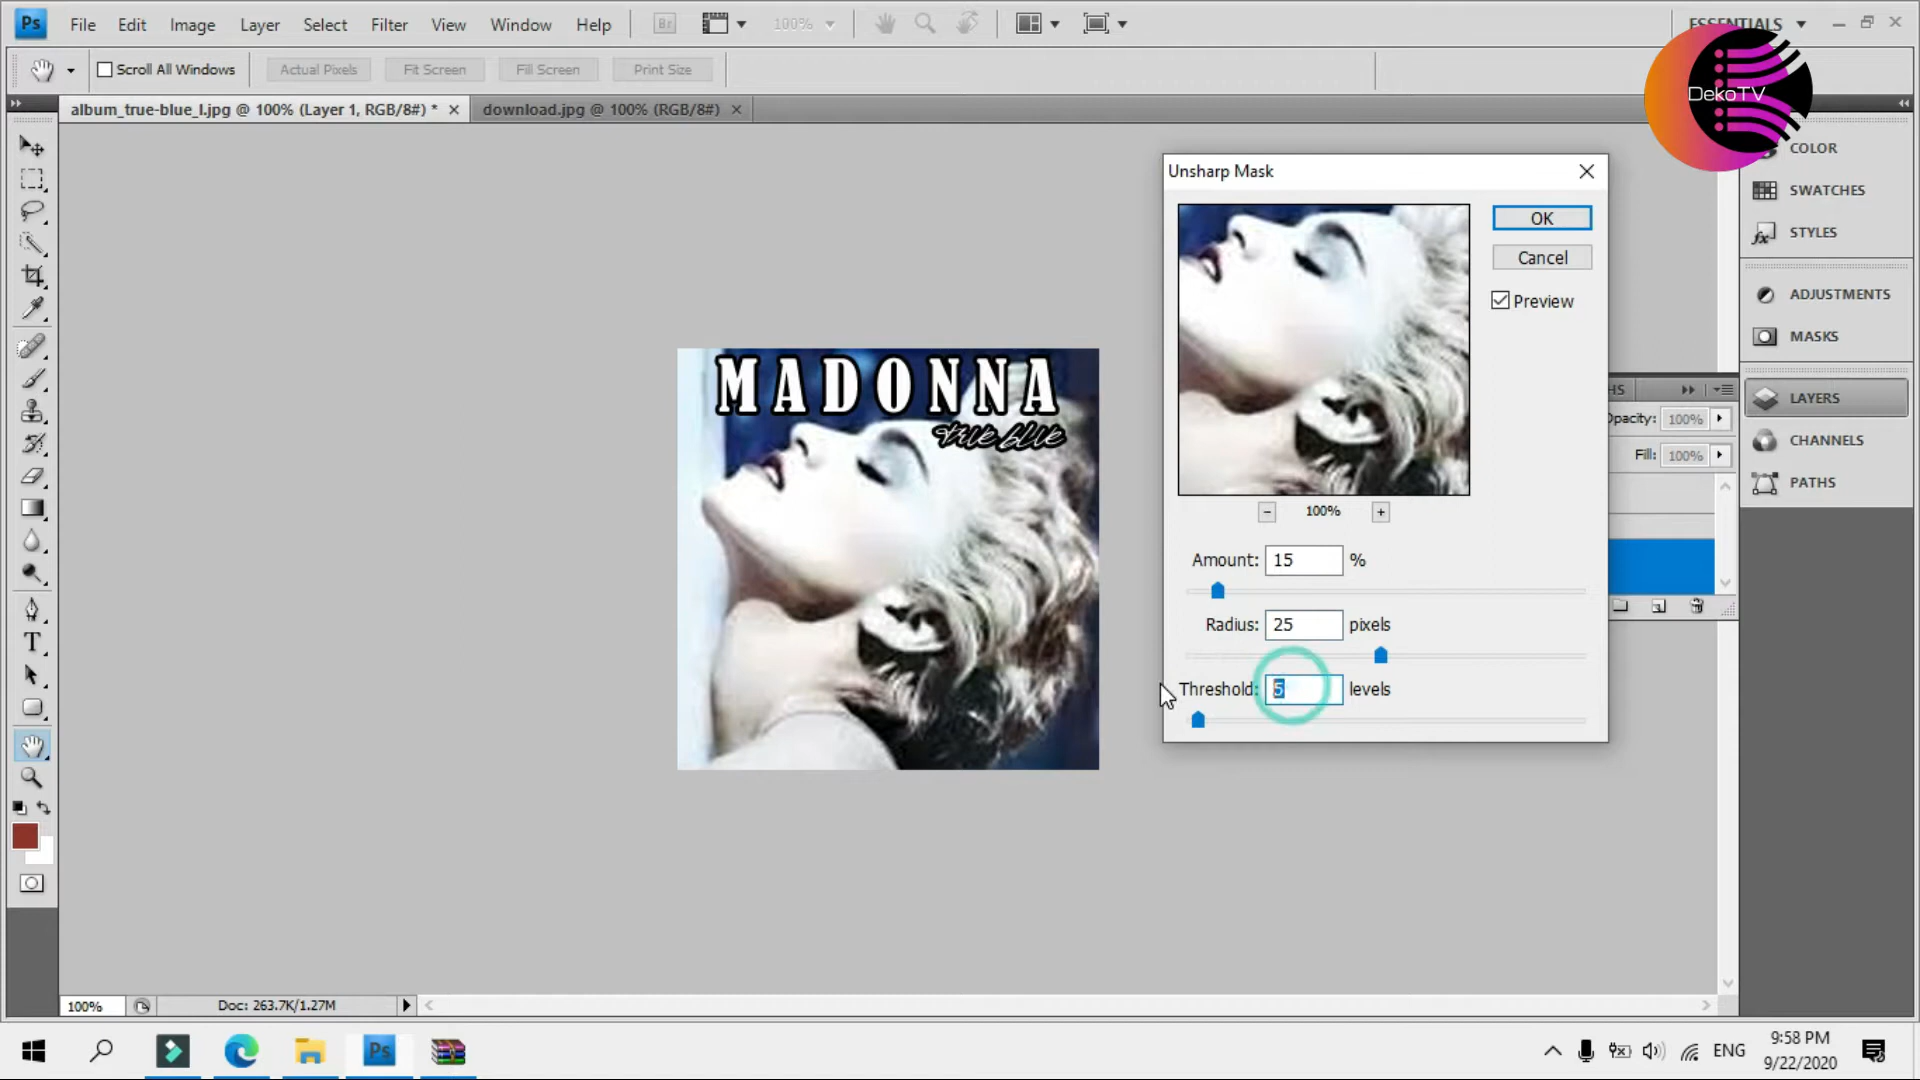 Ps File Edit Image Layer Select Filter View Window Help Br 100% ESSENTIALS
Scroll All Windows Actual Pixels Fit Screen Fill Screen Print Size
DekoTV
album_true-blue_l.jpg @ 100% (Layer 1, RGB/8#) * download.jpg @ 100% (RGB/8#)
COLOR
SWATCHES
STYLES
ADJUSTMENTS
MASKS
LAYERS
CHANNELS
PATHS
HS
Opacity: 100%
Fill: 100%
Unsharp Mask
OK
Cancel
Preview
100%
Amount: 15 %
Radius: 25 pixels
Threshold: 5 levels
MADONNA
true blue
T
100% Doc: 263.7K/1.27M
Ps ENG 9:58 PM
9/22/2020